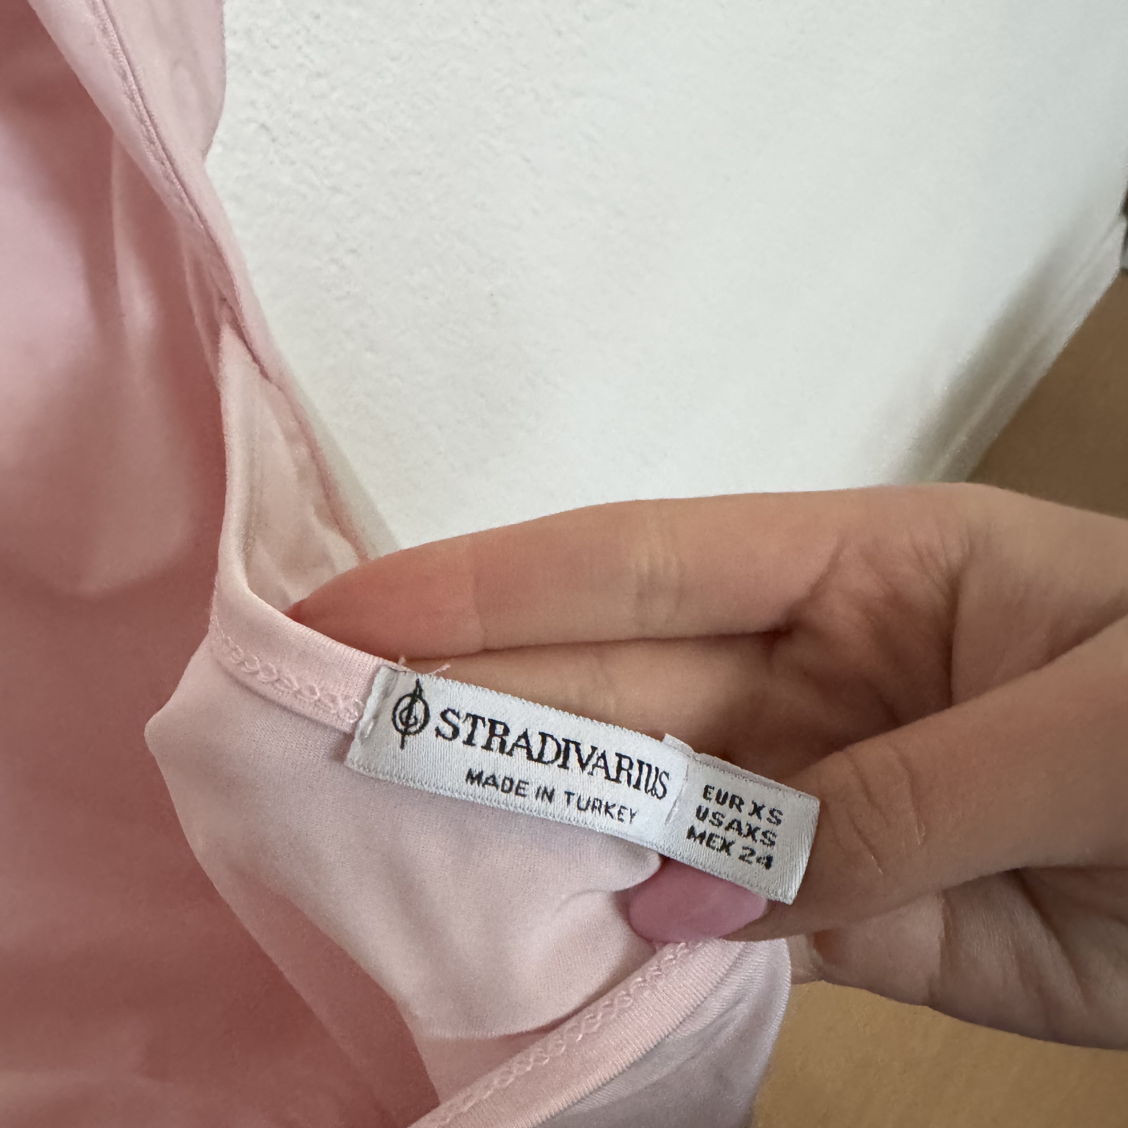 STRADIVARIUS
MADE IN TURKEY
EUR XS
USA XS
MEX 24